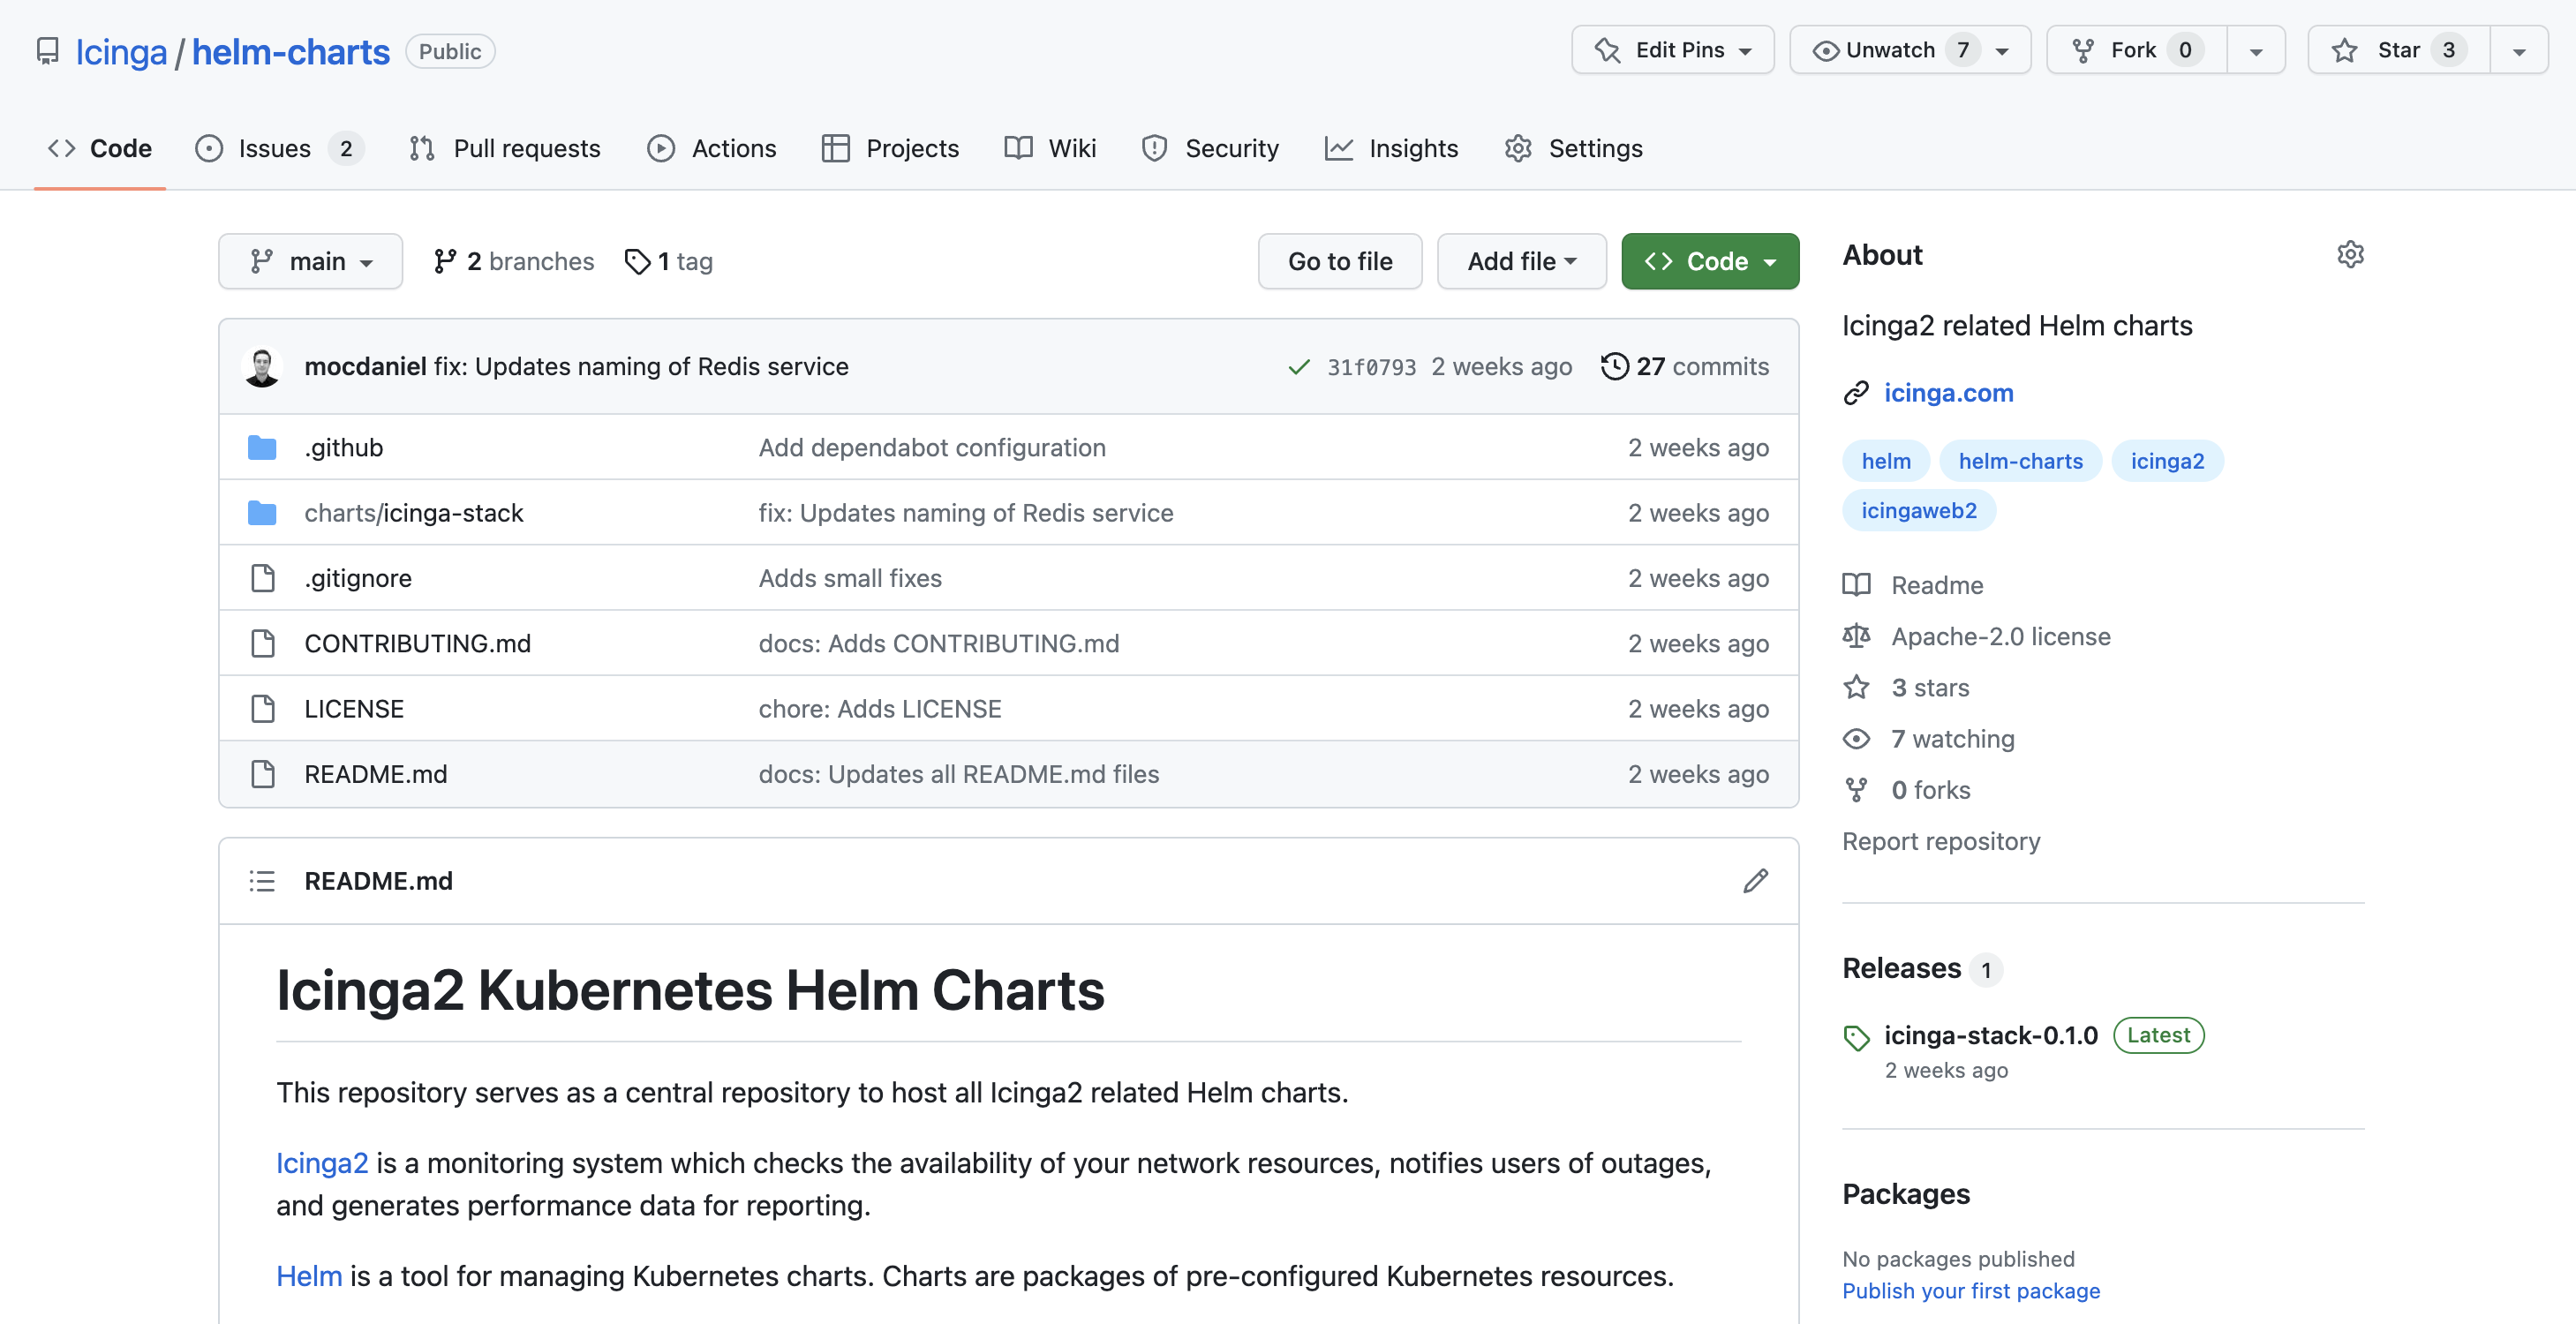 Icinga / helm-charts Public
Edit Pins Unwatch 7 Fork 0 Star 3
Code Issues 2 Pull requests Actions Projects Wiki Security Insights Settings
main 2 branches 1 tag Go to file Add file Code
mocdaniel fix: Updates naming of Redis service 31f0793 2 weeks ago 27 commits
.github Add dependabot configuration 2 weeks ago
charts/icinga-stack fix: Updates naming of Redis service 2 weeks ago
.gitignore Adds small fixes 2 weeks ago
CONTRIBUTING.md docs: Adds CONTRIBUTING.md 2 weeks ago
LICENSE chore: Adds LICENSE 2 weeks ago
README.md docs: Updates all README.md files 2 weeks ago
README.md
Icinga2 Kubernetes Helm Charts
This repository serves as a central repository to host all Icinga2 related Helm charts.
Icinga2 is a monitoring system which checks the availability of your network resources, notifies users of outages,
and generates performance data for reporting.
Helm is a tool for managing Kubernetes charts. Charts are packages of pre-configured Kubernetes resources.
About
Icinga2 related Helm charts
icinga.com
helm helm-charts icinga2
icingaweb2
Readme
Apache-2.0 license
3 stars
7 watching
0 forks
Report repository
Releases 1
icinga-stack-0.1.0 Latest
2 weeks ago
Packages
No packages published
Publish your first package